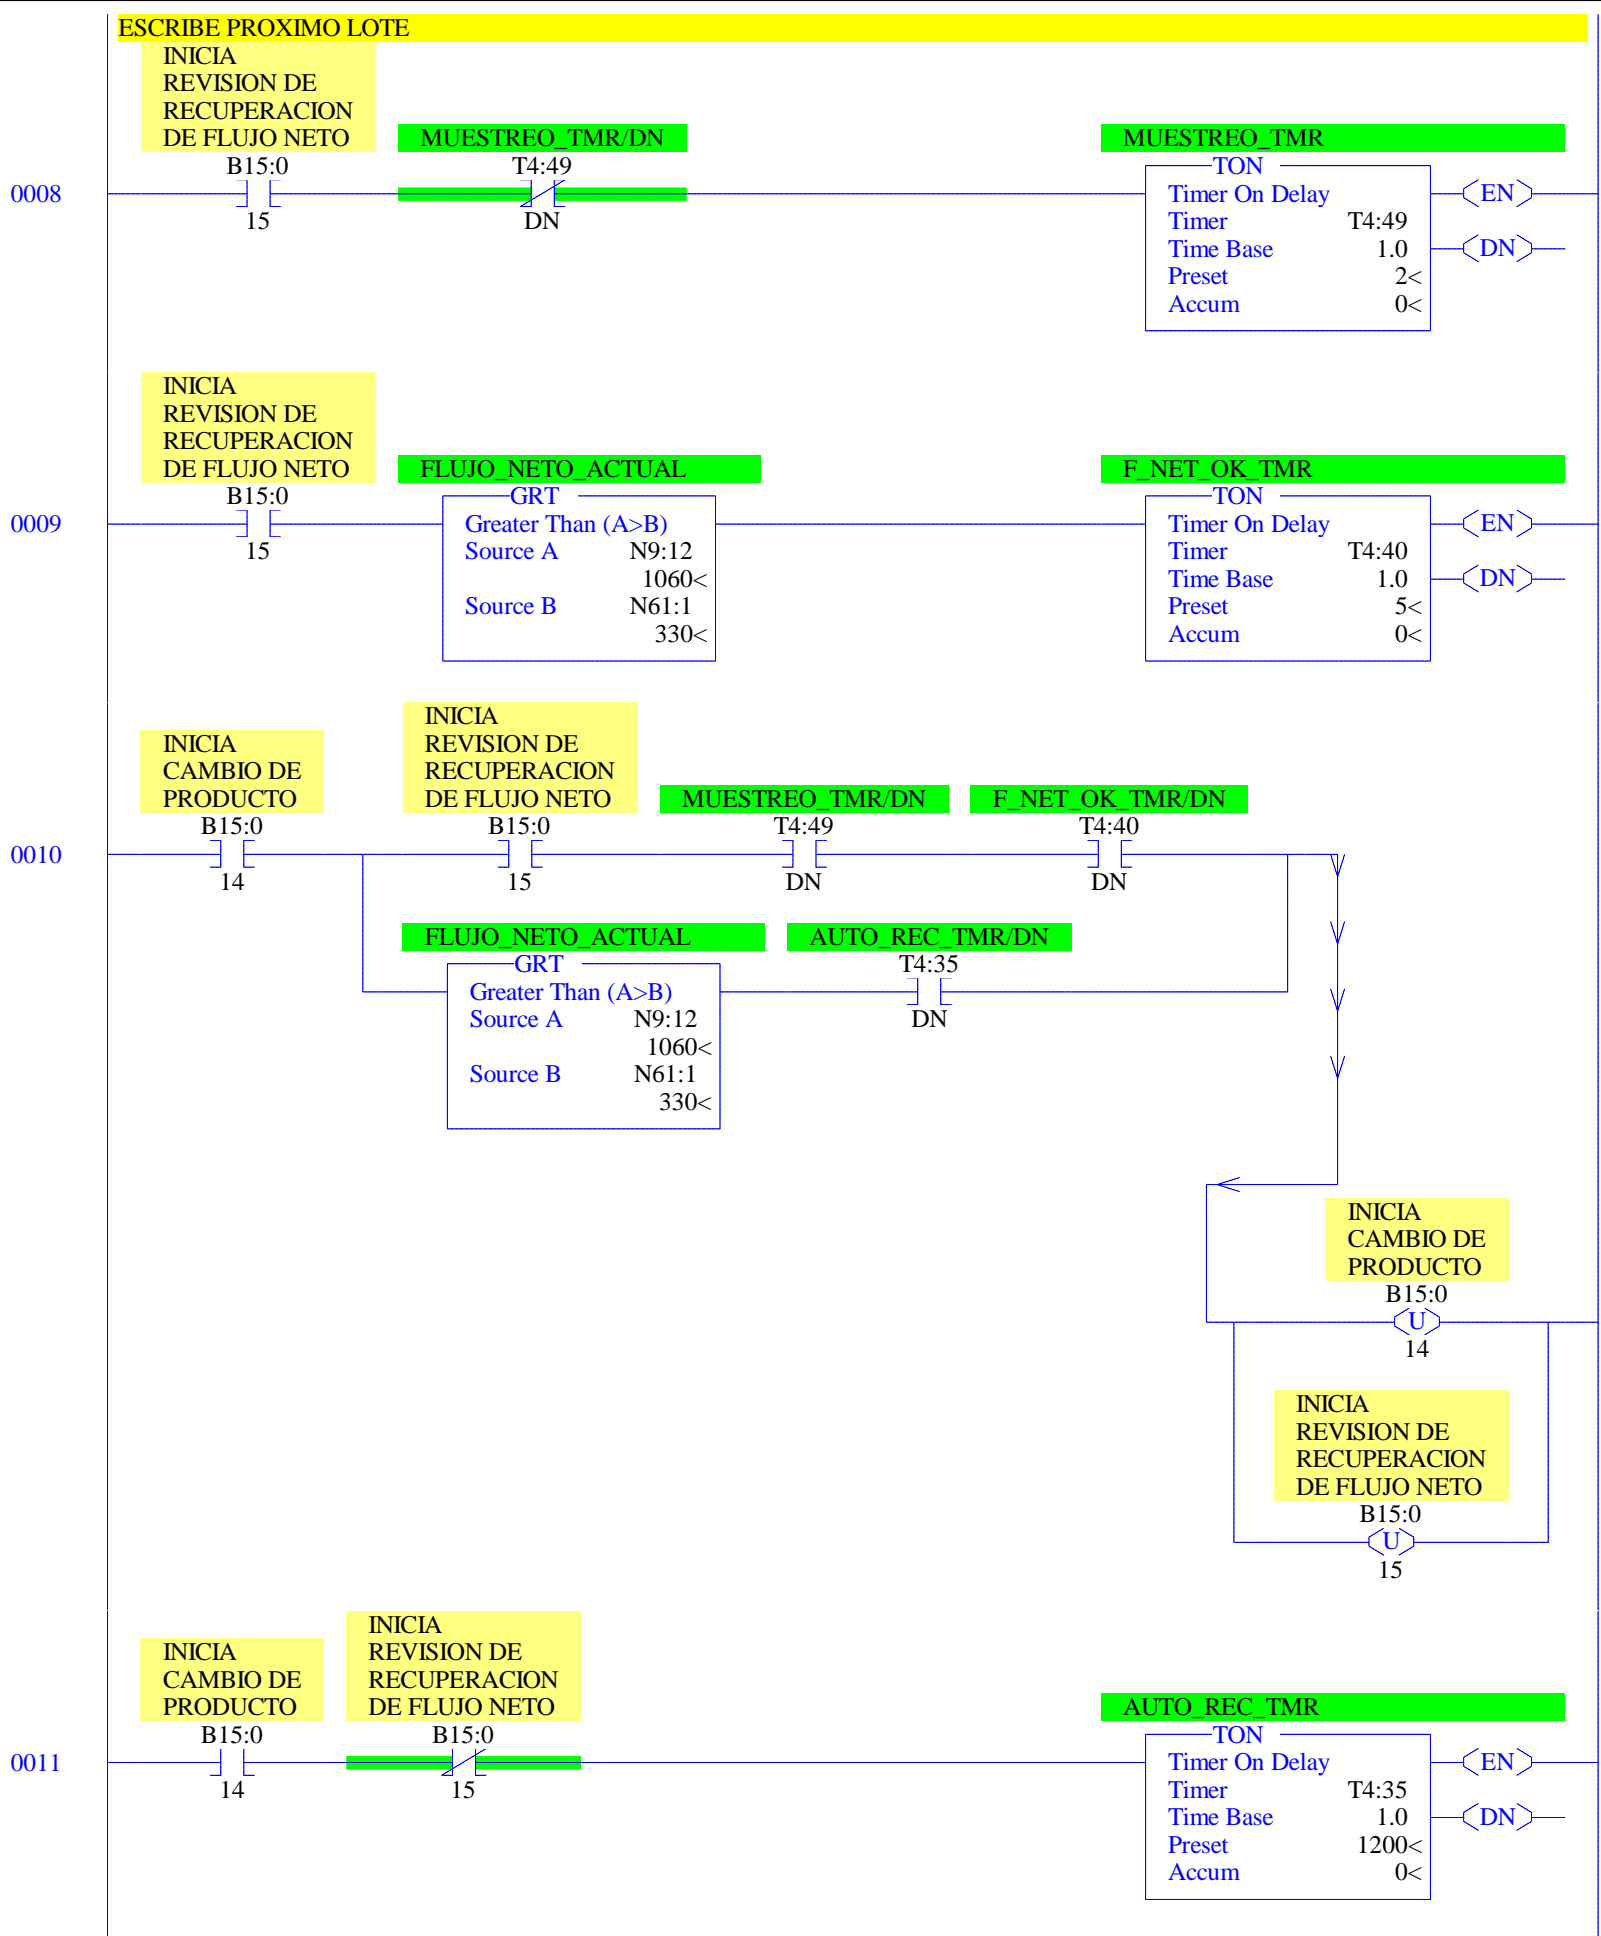 ESCRIBE PROXIMO LOTE
INICIA
REVISION DE
RECUPERACION
DE FLUJO NETO
B15:0
15
MUESTREO_TMR/DN
T4:49
DN
MUESTREO_TMR
TON
Timer On Delay
Timer T4:49
Time Base 1.0
Preset 2<
Accum 0<
EN
DN
0008
INICIA
REVISION DE
RECUPERACION
DE FLUJO NETO
B15:0
15
FLUJO_NETO_ACTUAL
GRT
Greater Than (A>B)
Source A N9:12
1060<
Source B N61:1
330<
F_NET_OK_TMR
TON
Timer On Delay
Timer T4:40
Time Base 1.0
Preset 5<
Accum 0<
EN
DN
0009
INICIA
CAMBIO DE
PRODUCTO
B15:0
14
INICIA
REVISION DE
RECUPERACION
DE FLUJO NETO
B15:0
15
MUESTREO_TMR/DN
T4:49
DN
F_NET_OK_TMR/DN
T4:40
DN
0010
FLUJO_NETO_ACTUAL
GRT
Greater Than (A>B)
Source A N9:12
1060<
Source B N61:1
330<
AUTO_REC_TMR/DN
T4:35
DN
INICIA
CAMBIO DE
PRODUCTO
B15:0
U
14
INICIA
REVISION DE
RECUPERACION
DE FLUJO NETO
B15:0
U
15
INICIA
CAMBIO DE
PRODUCTO
B15:0
14
INICIA
REVISION DE
RECUPERACION
DE FLUJO NETO
B15:0
15
AUTO_REC_TMR
TON
Timer On Delay
Timer T4:35
Time Base 1.0
Preset 1200<
Accum 0<
EN
DN
0011